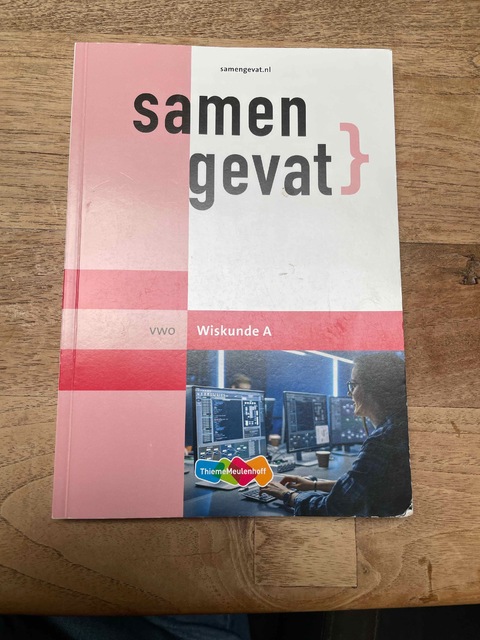 samengevat.nl
samen
gevat}
vwo Wiskunde A
ThiemeMeulenhoff